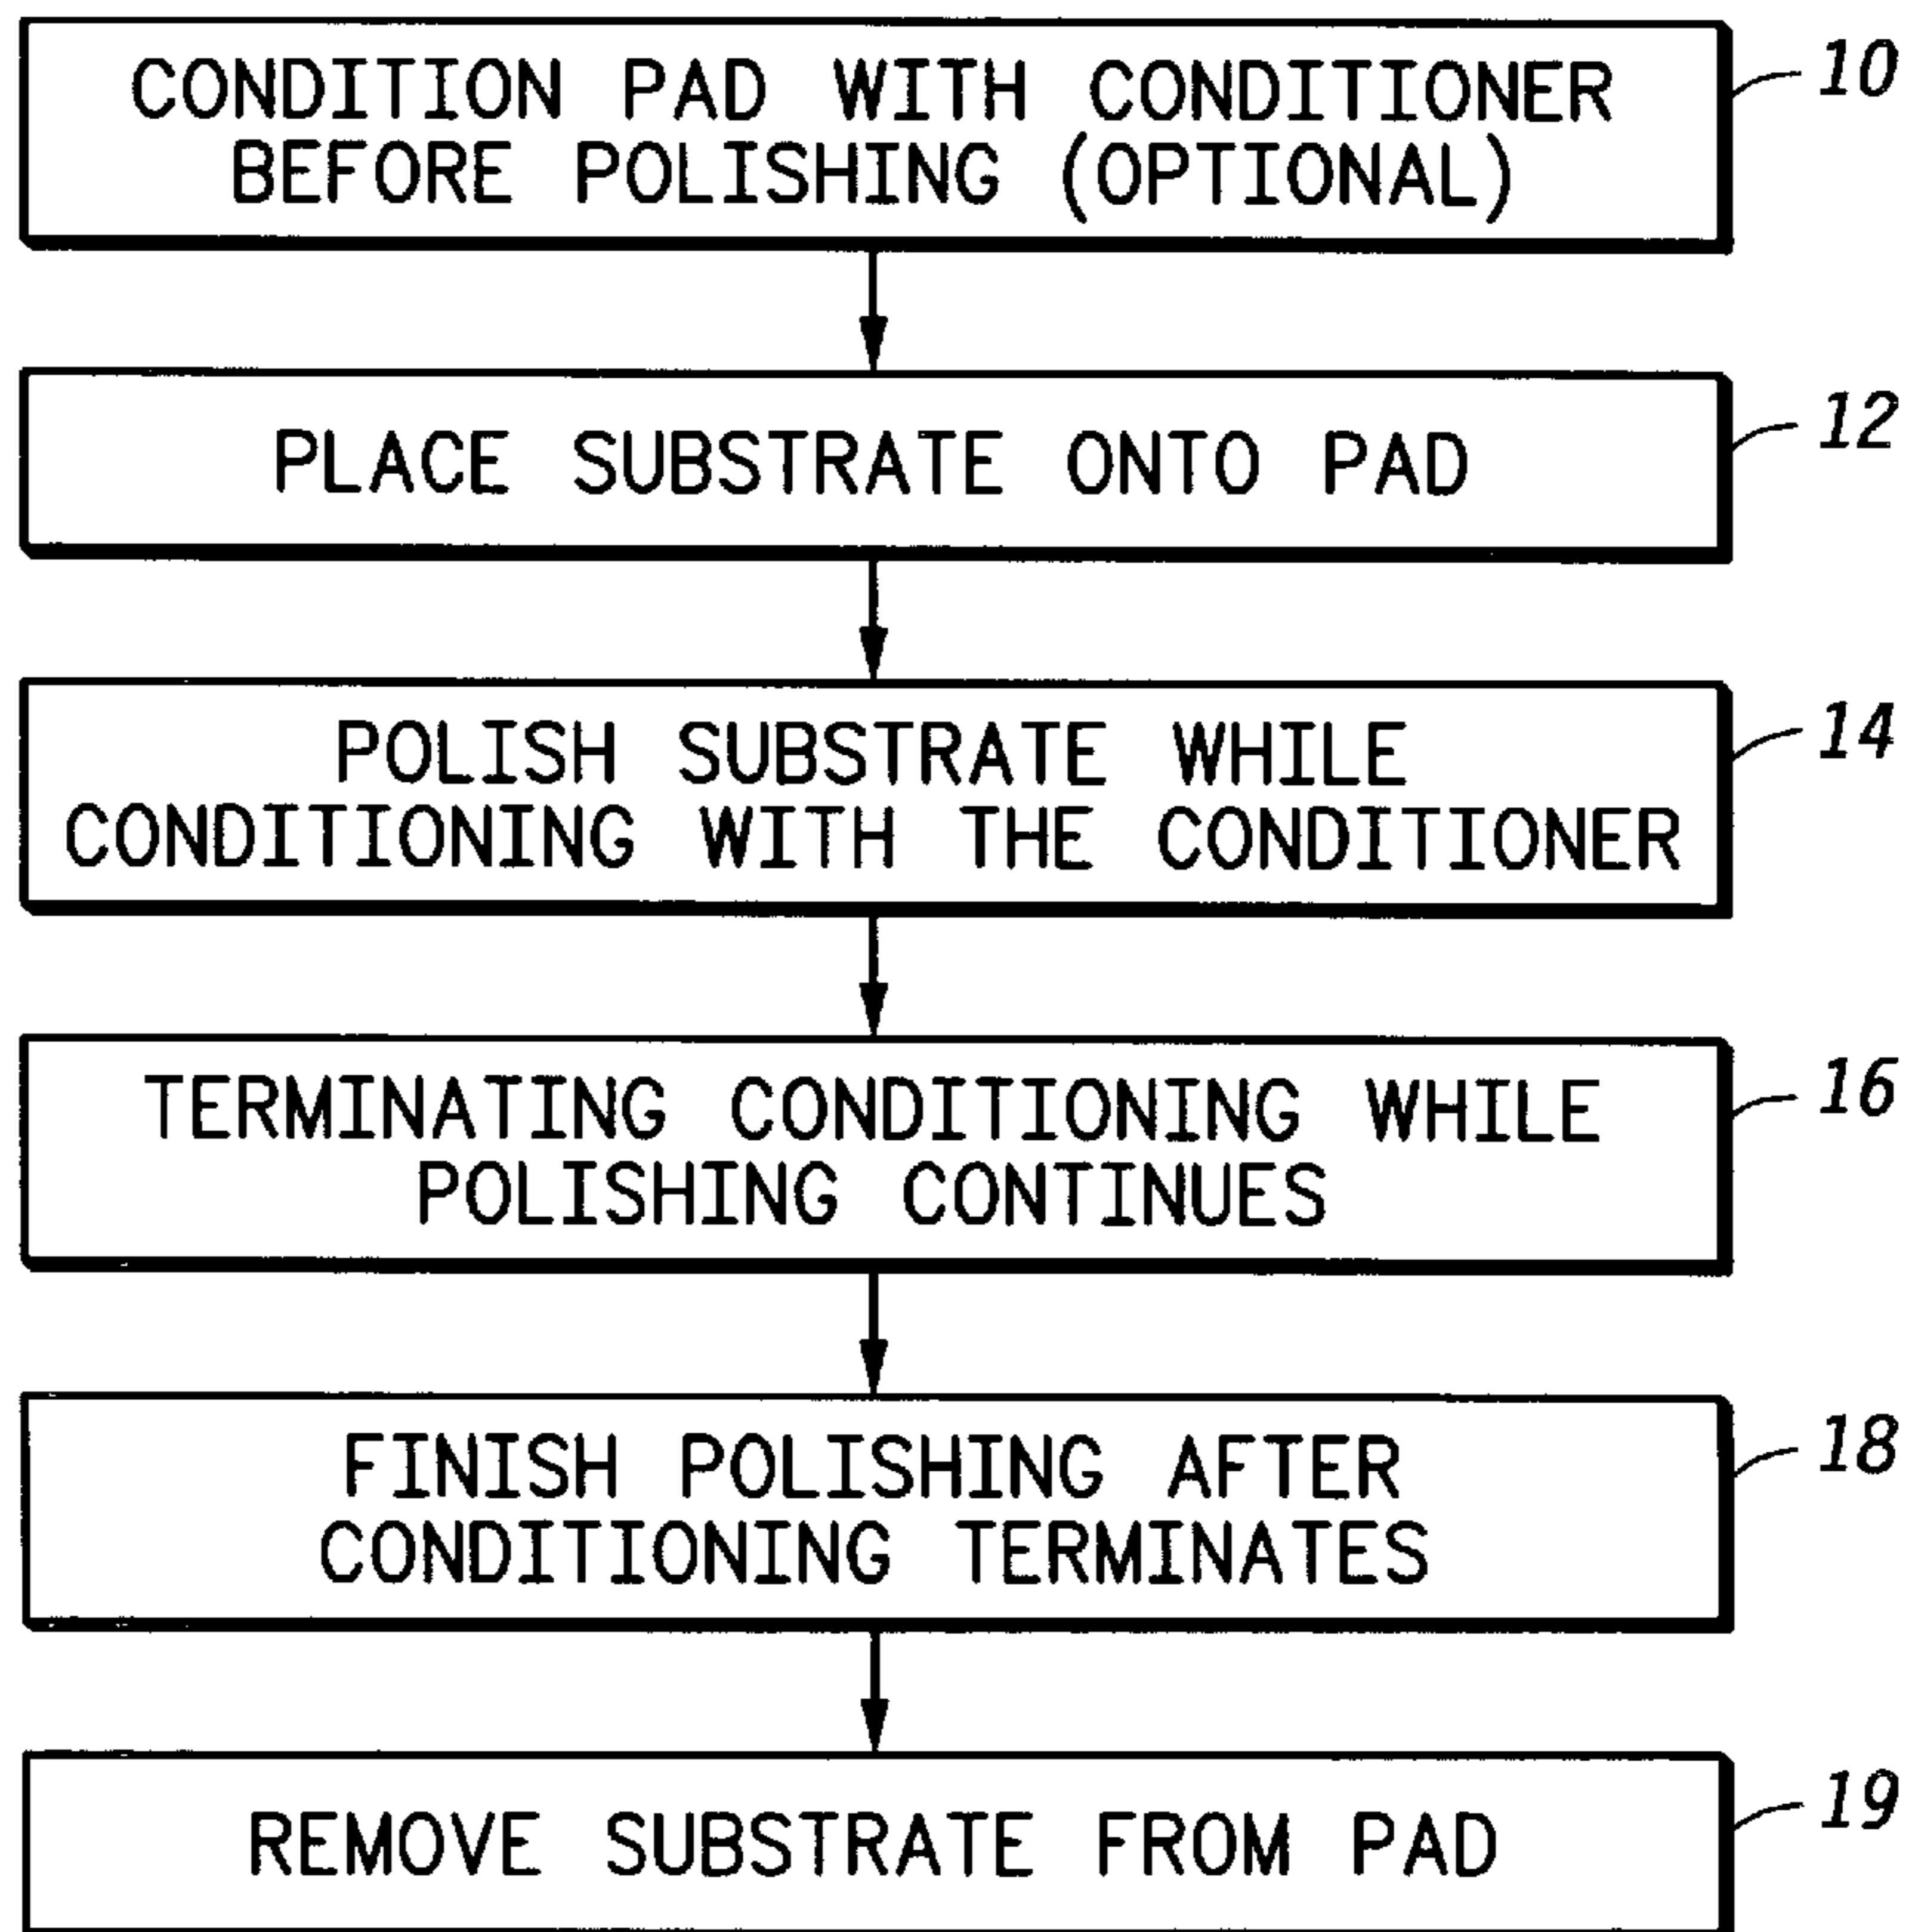 CONDITION PAD WITH CONDITIONER
BEFORE POLISHING (OPTIONAL)
10
PLACE SUBSTRATE ONTO PAD
12
POLISH SUBSTRATE WHILE
CONDITIONING WITH THE CONDITIONER
14
TERMINATING CONDITIONING WHILE
POLISHING CONTINUES
16
FINISH POLISHING AFTER
CONDITIONING TERMINATES
18
REMOVE SUBSTRATE FROM PAD
19